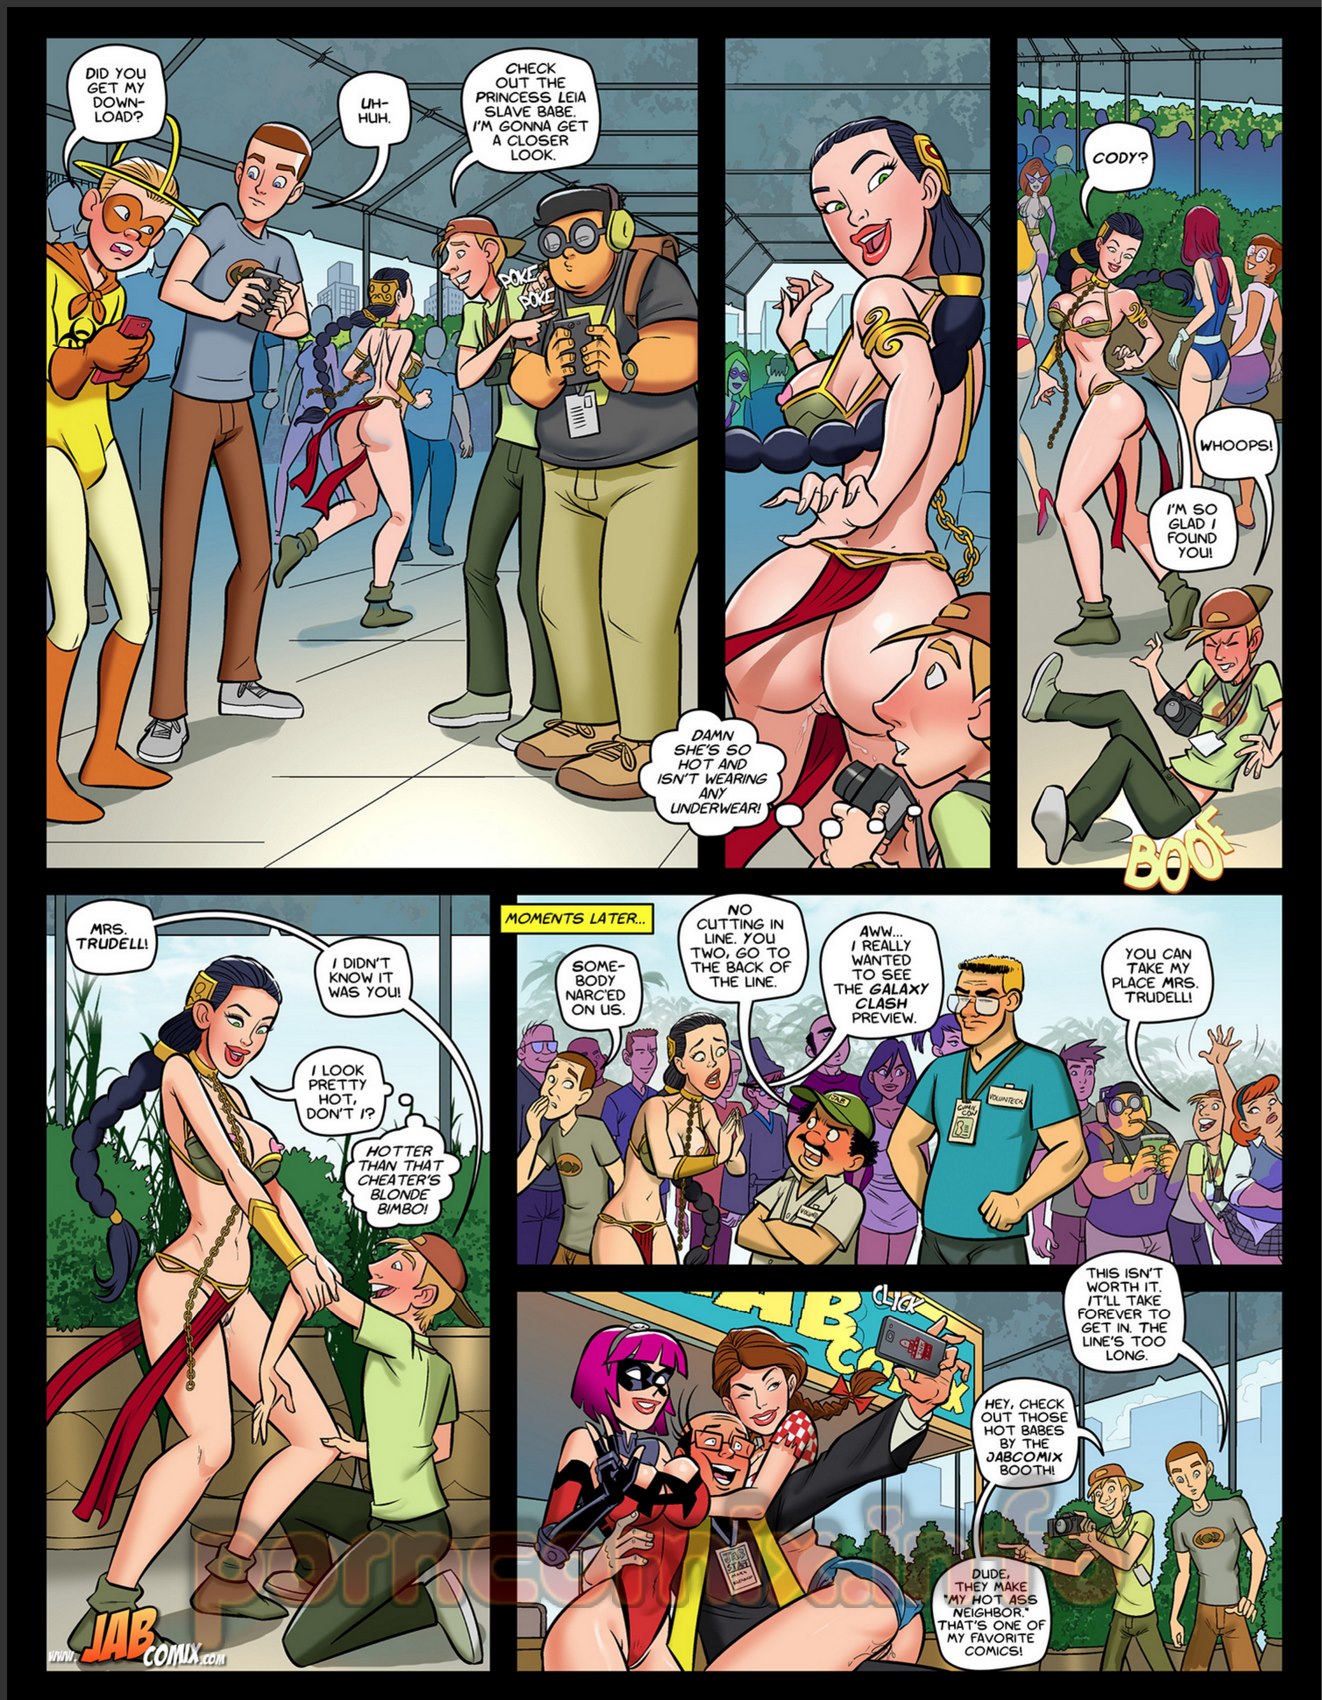 DID YOU
GET MY
DOWN-
LOAD?
UH-
HUH.
CHECK
OUT THE
PRINCESS LEIA
SLAVE BABE.
I'M GONNA GET
A CLOSER
LOOK.
POKE
POKE
DAMN
SHE'S SO
HOT AND
ISN'T WEARING
ANY
UNDERWEAR!
CODY?
WHOOPS!
I'M SO
GLAD I
FOUND
YOU!
BOOF
MRS.
TRUDELL!
I DIDN'T
KNOW IT
WAS YOU!
I LOOK
PRETTY
HOT,
DON'T I?
HOTTER
THAN THAT
CHEATER'S
BLONDE
BIMBO!
www.JABCOMIX.com
MOMENTS LATER...
SOME-
BODY
NARC'ED
ON US.
NO
CUTTING IN
LINE. YOU
TWO, GO TO
THE BACK OF
THE LINE.
AWW...
I REALLY
WANTED
TO SEE
THE GALAXY
CLASH
PREVIEW.
YOU CAN
TAKE MY
PLACE MRS.
TRUDELL!
COMIC
CON
VOLUNTEER
CLICK
JAB
COMIX
THIS ISN'T
WORTH IT.
IT'LL TAKE
FOREVER TO
GET IN. THE
LINE'S TOO
LONG.
HEY, CHECK
OUT THOSE
HOT BABES
BY THE
JABCOMIX
BOOTH!
DUDE,
THEY MAKE
"MY HOT ASS
NEIGHBOR."
THAT'S ONE OF
MY FAVORITE
COMICS!
porncomix.info